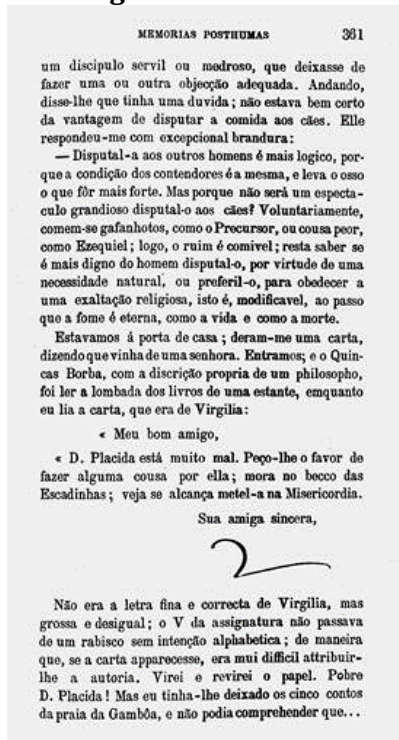 MEMORIAS POSTHUMAS 361
um discipulo servil ou medroso, que deixasse de
fazer uma ou outra objecção adequada. Andando,
disse-lhe que tinha uma duvida ; não estava bem certo
da vantagem de disputar a comida aos cães. Elle
respondeu-me com excepcional brandura :
— Disputal-a aos outros homens é mais logico, por-
que a condição dos contendores é a mesma, e leva o osso
o que fôr mais forte. Mas porque não será um especta-
culo grandioso disputal-o aos cães? Voluntariamente,
comem-se gafanhotos, como o Precursor, ou cousa peor,
como Ezequiel ; logo, o ruim é comivel ; resta saber se
é mais digno do homem disputal-o, por virtude de uma
necessidade natural, ou preferil-o, para obedecer a
uma exaltação religiosa, isto é, modificavel, ao passo
que a fome é eterna, como a vida e como a morte.
Estavamos á porta de casa ; deram-me uma carta,
dizendo que vinha de uma senhora. Entramos; e o Quin-
cas Borba, com a discrição propria de um philosopho,
foi ler a lombada dos livros de uma estante, emquanto
eu lia a carta, que era de Virgilia :
« Meu bom amigo,
« D. Placida está muito mal. Peço-lhe o favor de
fazer alguma cousa por ella ; mora no becco das
Escadinhas ; veja se alcança metel-a na Misericordia.
Sua amiga sincera,
Não era a letra fina e correcta de Virgilia, mas
grossa e desigual ; o V da assignatura não passava
de um rabisco sem intenção alphabetica ; de maneira
que, se a carta apparecesse, era mui difficil attribuir-
lhe a autoria. Virei e revirei o papel. Pobre
D. Placida ! Mas eu tinha-lhe deixado os cinco contos
da praia da Gambôa, e não podia comprehender que...